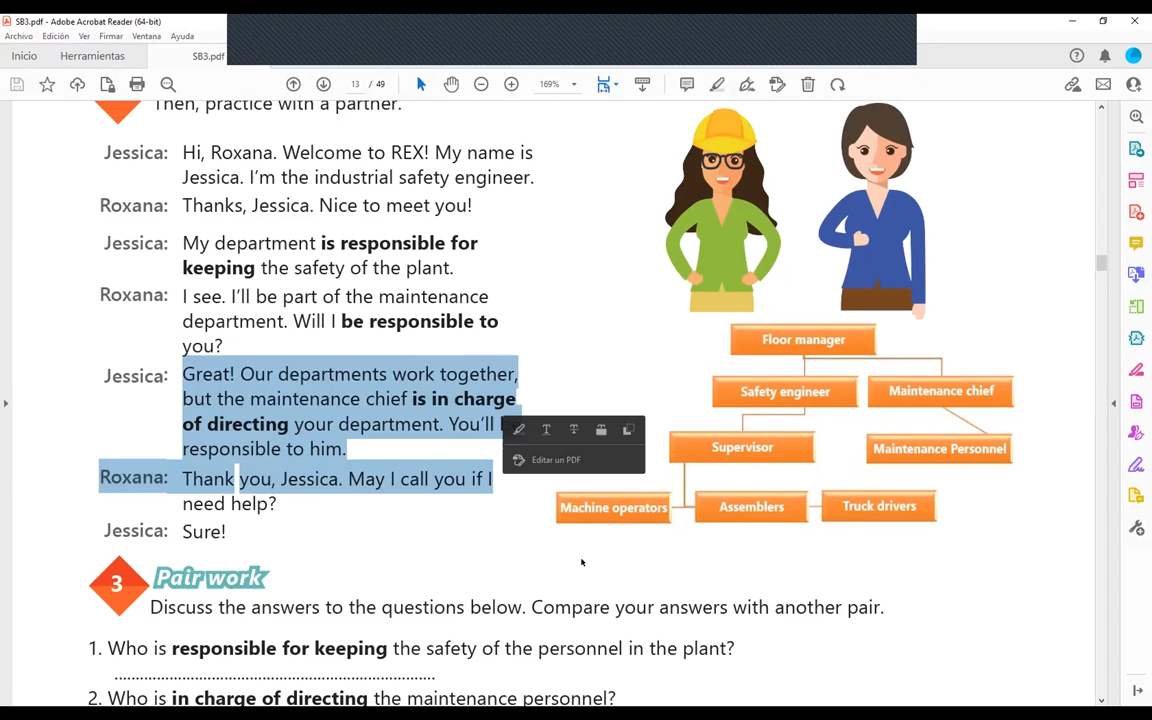 SB3.pdf - Adobe Acrobat Reader (64-bit)
Archivo Edición Ver Firmar Ventana Ayuda
Inicio Herramientas SB3.pdf
13 / 49 169%
Then, practice with a partner.
Jessica: Hi, Roxana. Welcome to REX! My name is
Jessica. I'm the industrial safety engineer.
Roxana: Thanks, Jessica. Nice to meet you!
Jessica: My department is responsible for
keeping the safety of the plant.
Roxana: I see. I'll be part of the maintenance
department. Will I be responsible to
you?
Jessica: Great! Our departments work together,
but the maintenance chief is in charge
of directing your department. You'll
responsible to him.
Roxana: Thank you, Jessica. May I call you if I
need help?
Jessica: Sure!
Editar un PDF
Floor manager
Safety engineer Maintenance chief
Supervisor Maintenance Personnel
Machine operators Assemblers Truck drivers
3 Pair work
Discuss the answers to the questions below. Compare your answers with another pair.
1. Who is responsible for keeping the safety of the personnel in the plant?
................................................................................
2. Who is in charge of directing the maintenance personnel?